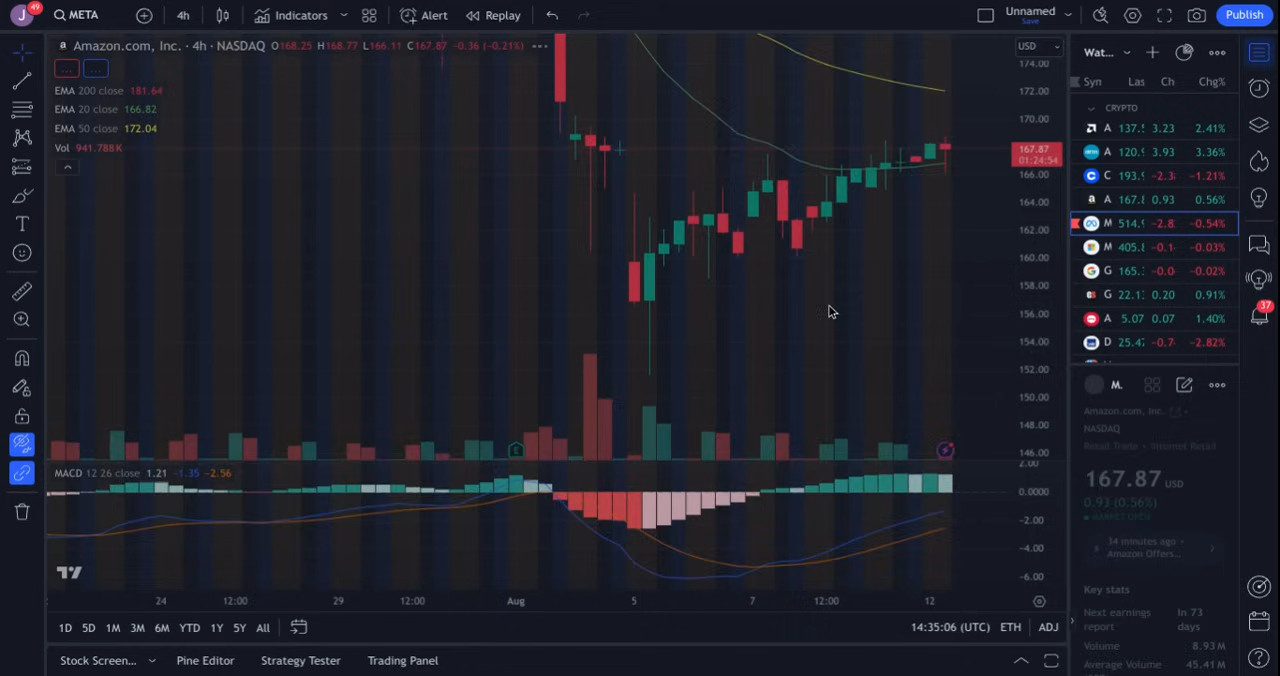 J 49 META 4h Indicators Alert Replay Unnamed Save Publish
Amazon.com, Inc. · 4h · NASDAQ O168.25 H168.77 L166.11 C167.87 −0.36 (−0.21%)
USD
EMA 200 close 181.64
EMA 20 close 166.82
EMA 50 close 172.04
Vol 941.788K
174.00
172.00
170.00
167.87
01:24:54
166.00
164.00
162.00
160.00
158.00
156.00
154.00
152.00
150.00
148.00
146.00
E
MACD 12 26 close 1.21 −1.35 −2.56
2.00
0.0000
−2.00
−4.00
−6.00
24 12:00 29 12:00 Aug 5 7 12:00 12
1D 5D 1M 3M 6M YTD 1Y 5Y All
14:35:06 (UTC) ETH ADJ
Stock Screen... Pine Editor Strategy Tester Trading Panel
Wat...
Syn Las Ch Chg%
CRYPTO
A 137. 3.23 2.41%
A 120. 3.93 3.36%
C 193. −2.3 −1.21%
A 167. 0.93 0.56%
M 514. −2.8 −0.54%
M 405. −0.1 −0.03%
G 165. −0.0 −0.02%
G 22.1 0.20 0.91%
A 5.07 0.07 1.40%
D 25.4 −0.7 −2.82%
37
M.
Amazon.com, Inc.
NASDAQ
Retail Trade • Internet Retail
167.87 USD
0.93 (0.56%)
MARKET OPEN
34 minutes ago •
Amazon Offers...
Key stats
Next earnings report In 73 days
Volume 8.93M
Average Volume 45.41M